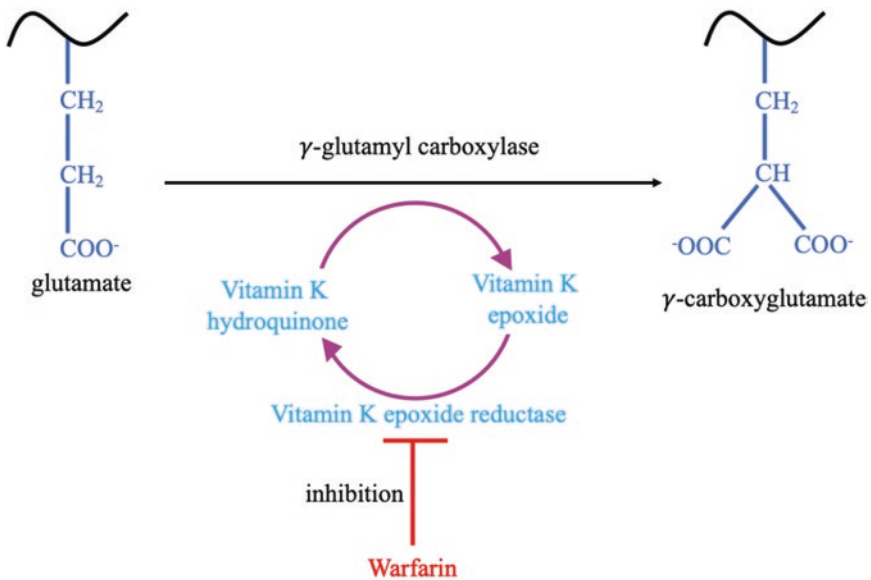 CH₂
CH₂
γ-glutamyl carboxylase
CH₂
CH
COO⁻
glutamate
⁻OOC
COO⁻
γ-carboxyglutamate
Vitamin K
hydroquinone
Vitamin K
epoxide
Vitamin K epoxide reductase
inhibition
Warfarin